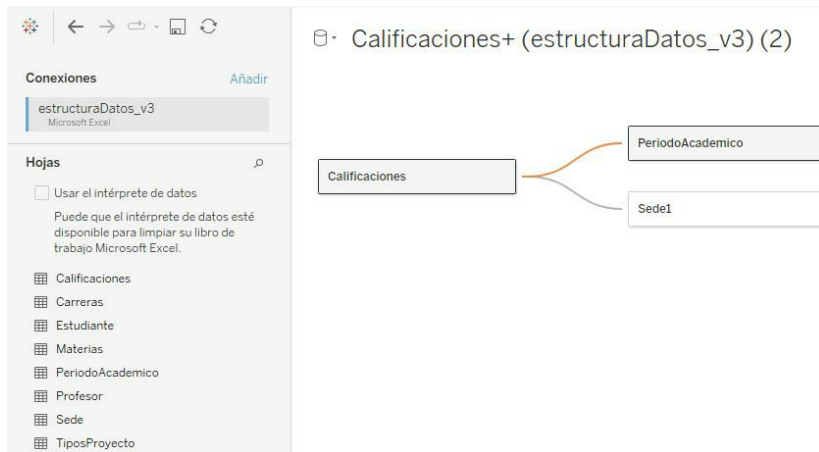 Calificaciones+ (estructuraDatos_v3) (2)
Conexiones Añadir
estructuraDatos_v3
Microsoft Excel
Hojas
Usar el intérprete de datos
Puede que el intérprete de datos esté
disponible para limpiar su libro de
trabajo Microsoft Excel.
Calificaciones
Carreras
Estudiante
Materias
PeriodoAcademico
Profesor
Sede
TiposProyecto
Calificaciones
PeriodoAcademico
Sede1